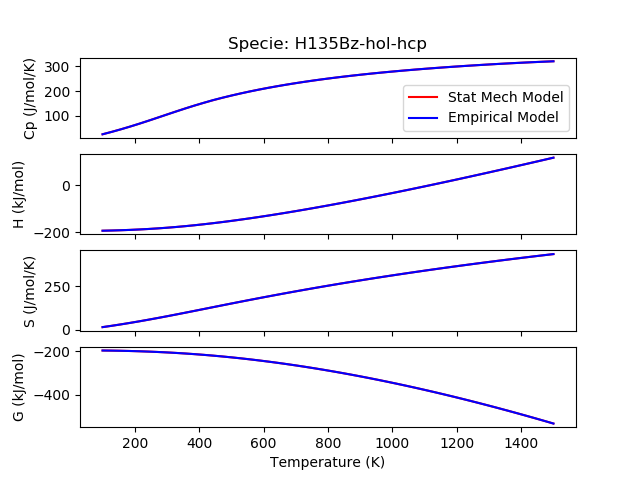 Specie: H135Bz-hol-hcp
Cp (J/mol/K)
300
200
100
Stat Mech Model
Empirical Model
H (kJ/mol)
0
−200
S (J/mol/K)
250
0
G (kJ/mol)
−200
−400
200 400 600 800 1000 1200 1400
Temperature (K)